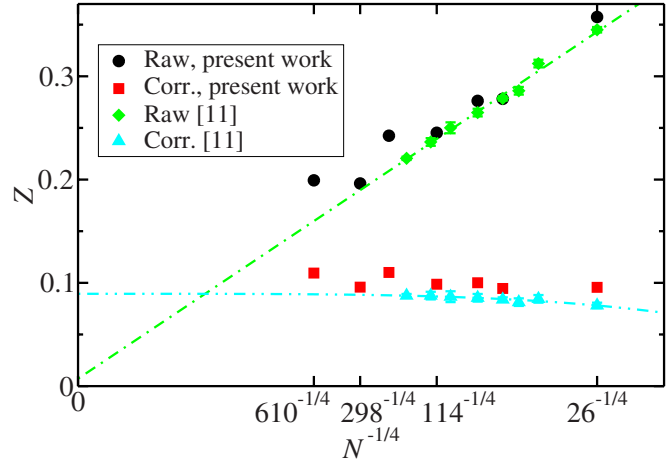 Raw, present work
Corr., present work
Raw [11]
Corr. [11]
0.3
0.2
0.1
0
Z
0
610^{-1/4}
298^{-1/4}
114^{-1/4}
26^{-1/4}
N^{-1/4}